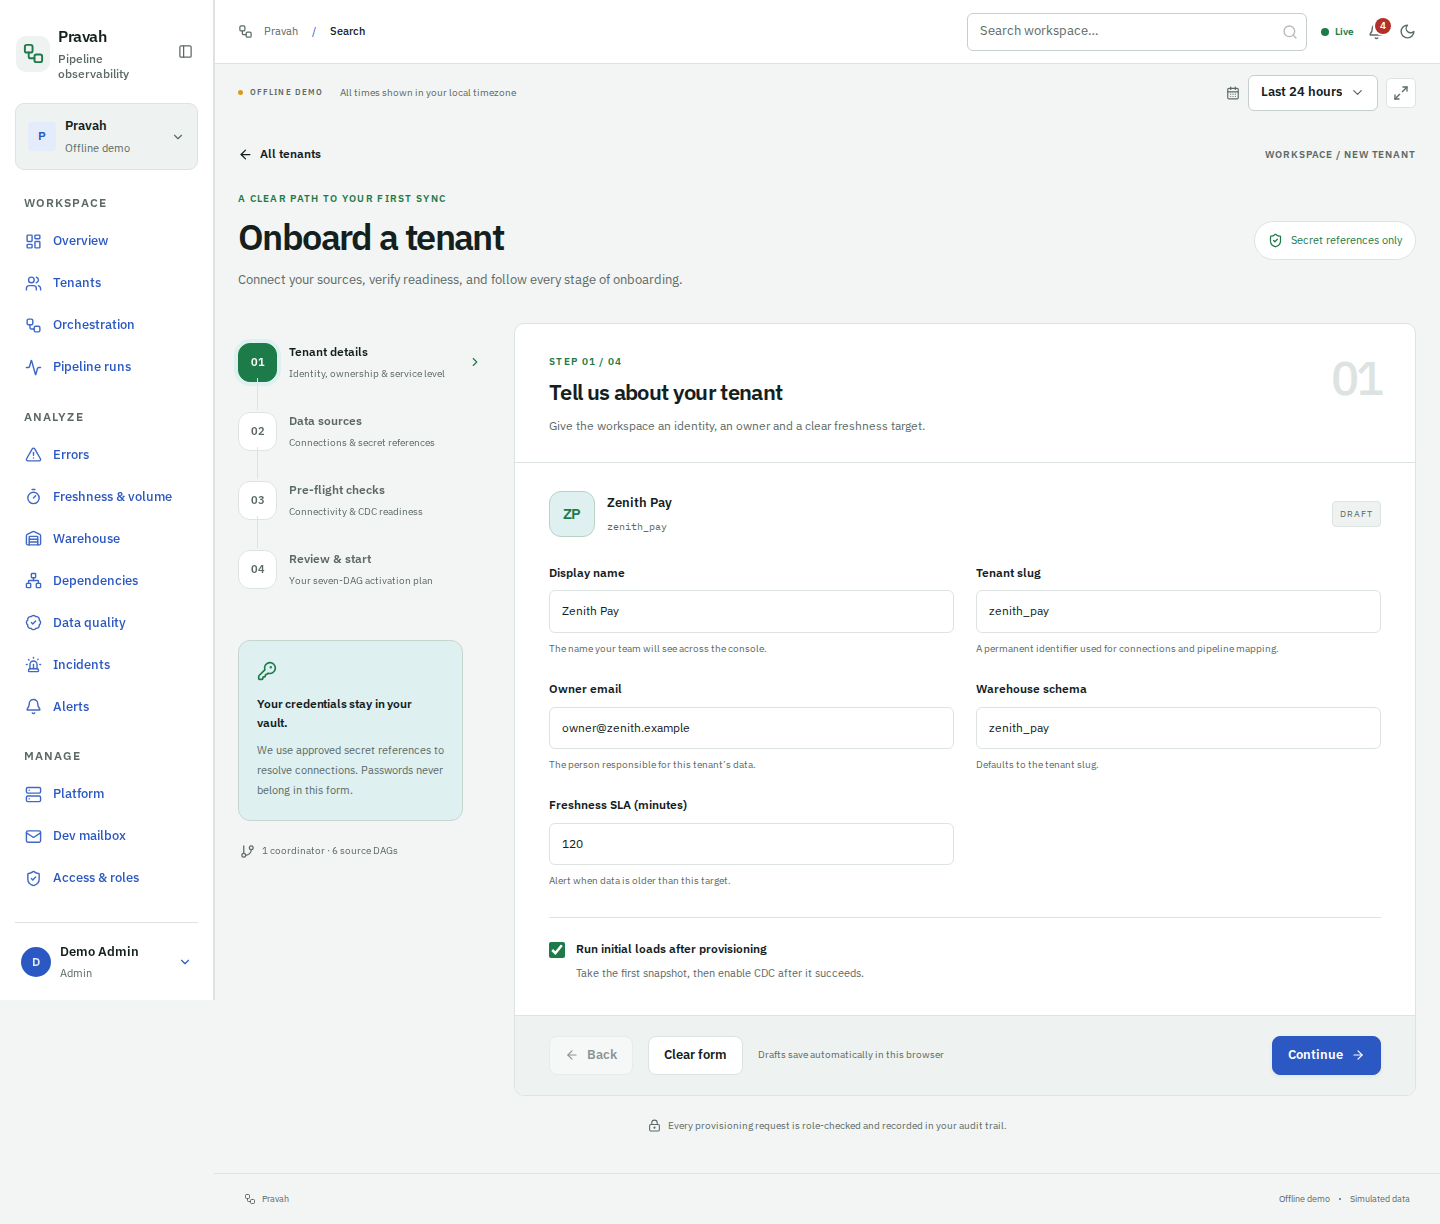 Pravah
Pipeline
observability
P
Pravah
Offline demo
WORKSPACE
Overview
Tenants
Orchestration
Pipeline runs
ANALYZE
Errors
Freshness & volume
Warehouse
Dependencies
Data quality
Incidents
Alerts
MANAGE
Platform
Dev mailbox
Access & roles
D
Demo Admin
Admin
Pravah / Search
Search workspace...
Live
4
OFFLINE DEMO
All times shown in your local timezone
Last 24 hours
All tenants
WORKSPACE / NEW TENANT
A CLEAR PATH TO YOUR FIRST SYNC
Onboard a tenant
Secret references only
Connect your sources, verify readiness, and follow every stage of onboarding.
01
Tenant details
Identity, ownership & service level
02
Data sources
Connections & secret references
03
Pre-flight checks
Connectivity & CDC readiness
04
Review & start
Your seven-DAG activation plan
Your credentials stay in your
vault.
We use approved secret references to
resolve connections. Passwords never
belong in this form.
1 coordinator · 6 source DAGs
STEP 01 / 04
Tell us about your tenant
01
Give the workspace an identity, an owner and a clear freshness target.
ZP
Zenith Pay
zenith_pay
DRAFT
Display name
Zenith Pay
The name your team will see across the console.
Tenant slug
zenith_pay
A permanent identifier used for connections and pipeline mapping.
Owner email
owner@zenith.example
The person responsible for this tenant's data.
Warehouse schema
zenith_pay
Defaults to the tenant slug.
Freshness SLA (minutes)
120
Alert when data is older than this target.
Run initial loads after provisioning
Take the first snapshot, then enable CDC after it succeeds.
Back
Clear form
Drafts save automatically in this browser
Continue
Every provisioning request is role-checked and recorded in your audit trail.
Pravah
Offline demo • Simulated data